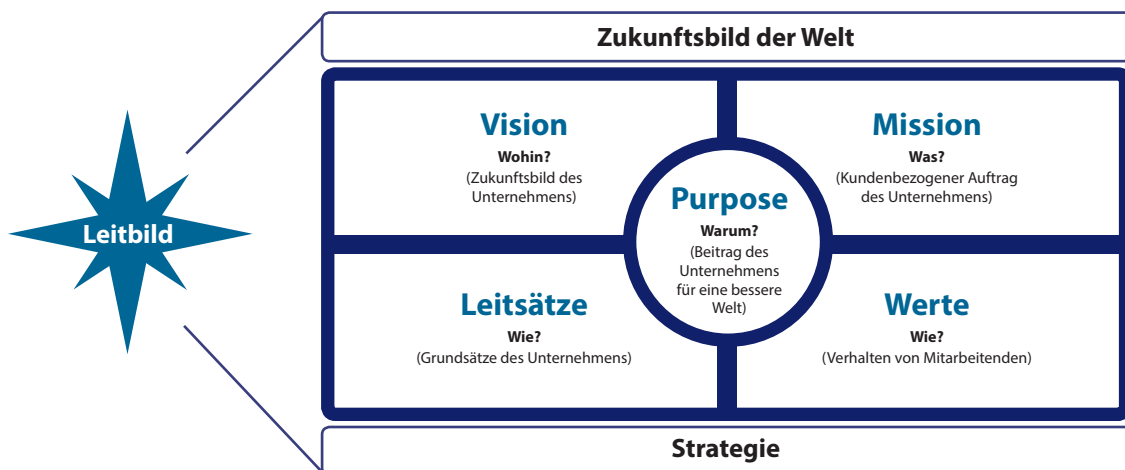 Zukunftsbild der Welt
Leitbild
Vision
Wohin?
(Zukunftsbild des
Unternehmens)
Mission
Was?
(Kundenbezogener Auftrag
des Unternehmens)
Purpose
Warum?
(Beitrag des
Unternehmens
für eine bessere
Welt)
Leitsätze
Wie?
(Grundsätze des Unternehmens)
Werte
Wie?
(Verhalten von Mitarbeitenden)
Strategie